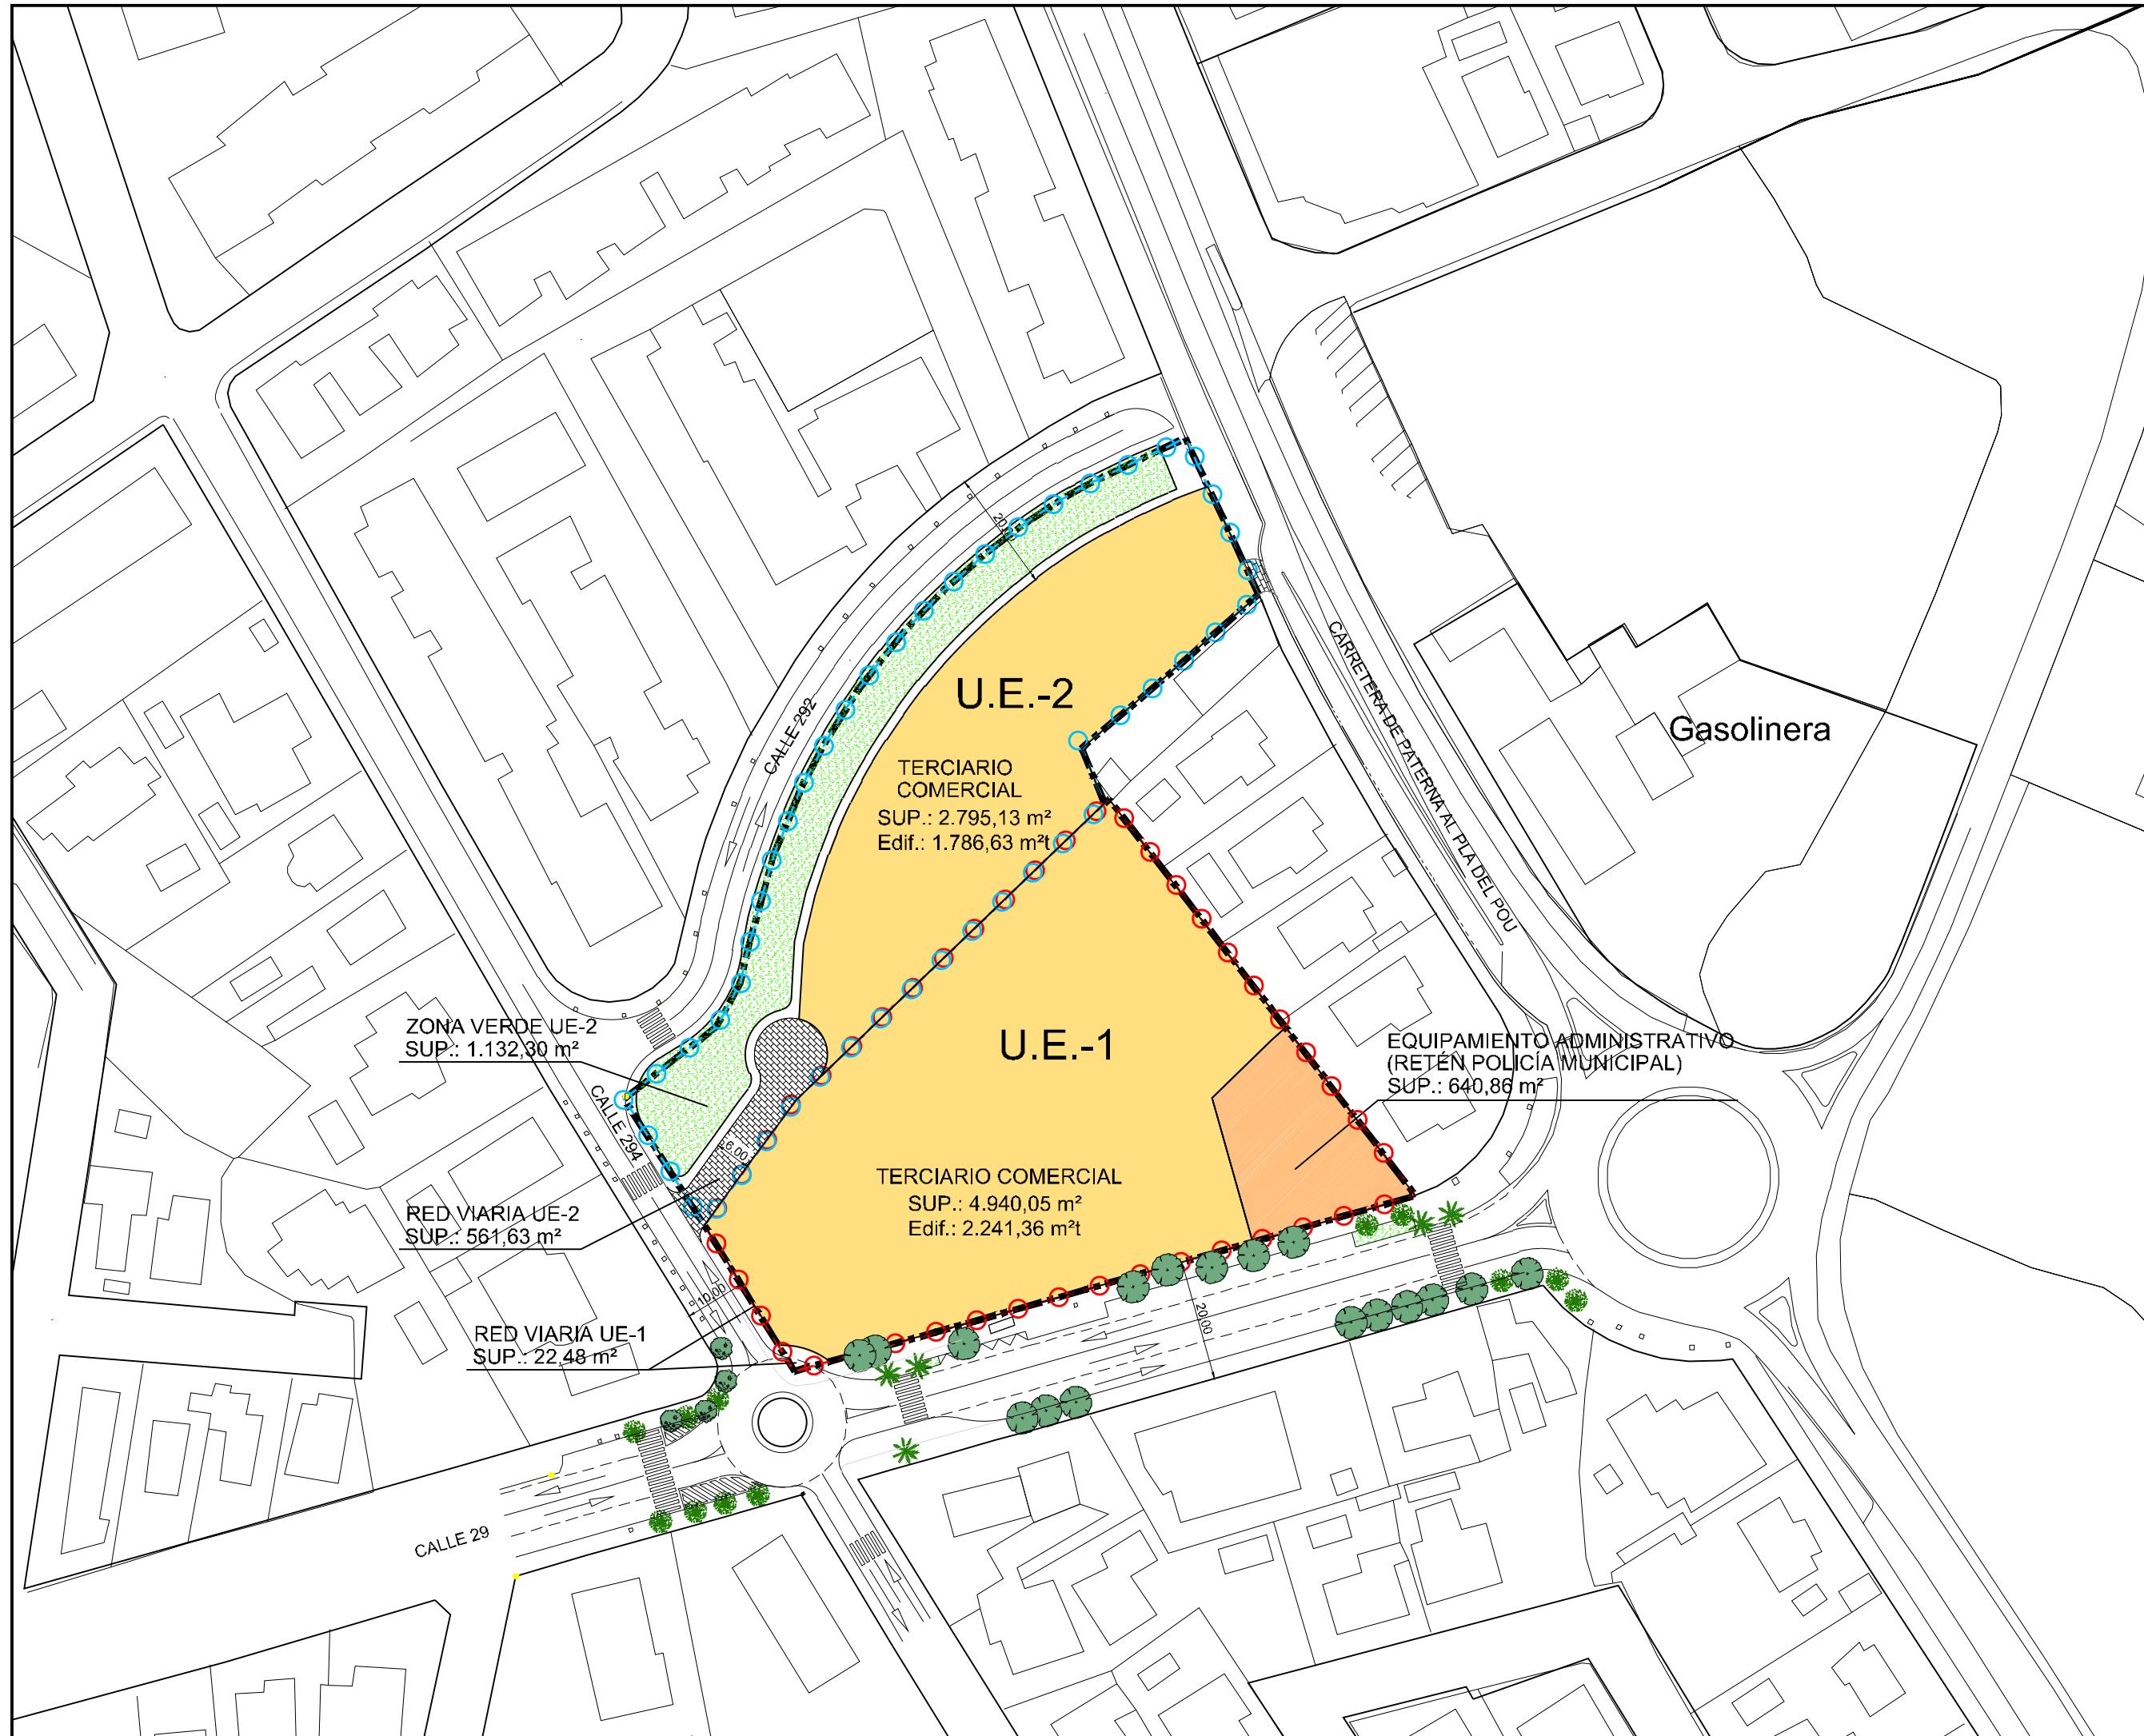 20,00
U.E.-2
CARRETERA DE PATERNA AL PLA DEL POU
CALLE 292
Gasolinera
TERCIARIO
COMERCIAL
SUP.: 2.795,13 m²
Edif.: 1.786,63 m²t
ZONA VERDE UE-2
SUP.: 1.132,30 m²
U.E.-1
EQUIPAMIENTO ADMINISTRATIVO
(RETÉN POLICÍA MUNICIPAL)
SUP.: 640,86 m²
CALLE 294
6.00
TERCIARIO COMERCIAL
SUP.: 4.940,05 m²
Edif.: 2.241,36 m²t
RED VIARIA UE-2
SUP.: 561,63 m²
10,00
20,00
RED VIARIA UE-1
SUP.: 22,48 m²
CALLE 29